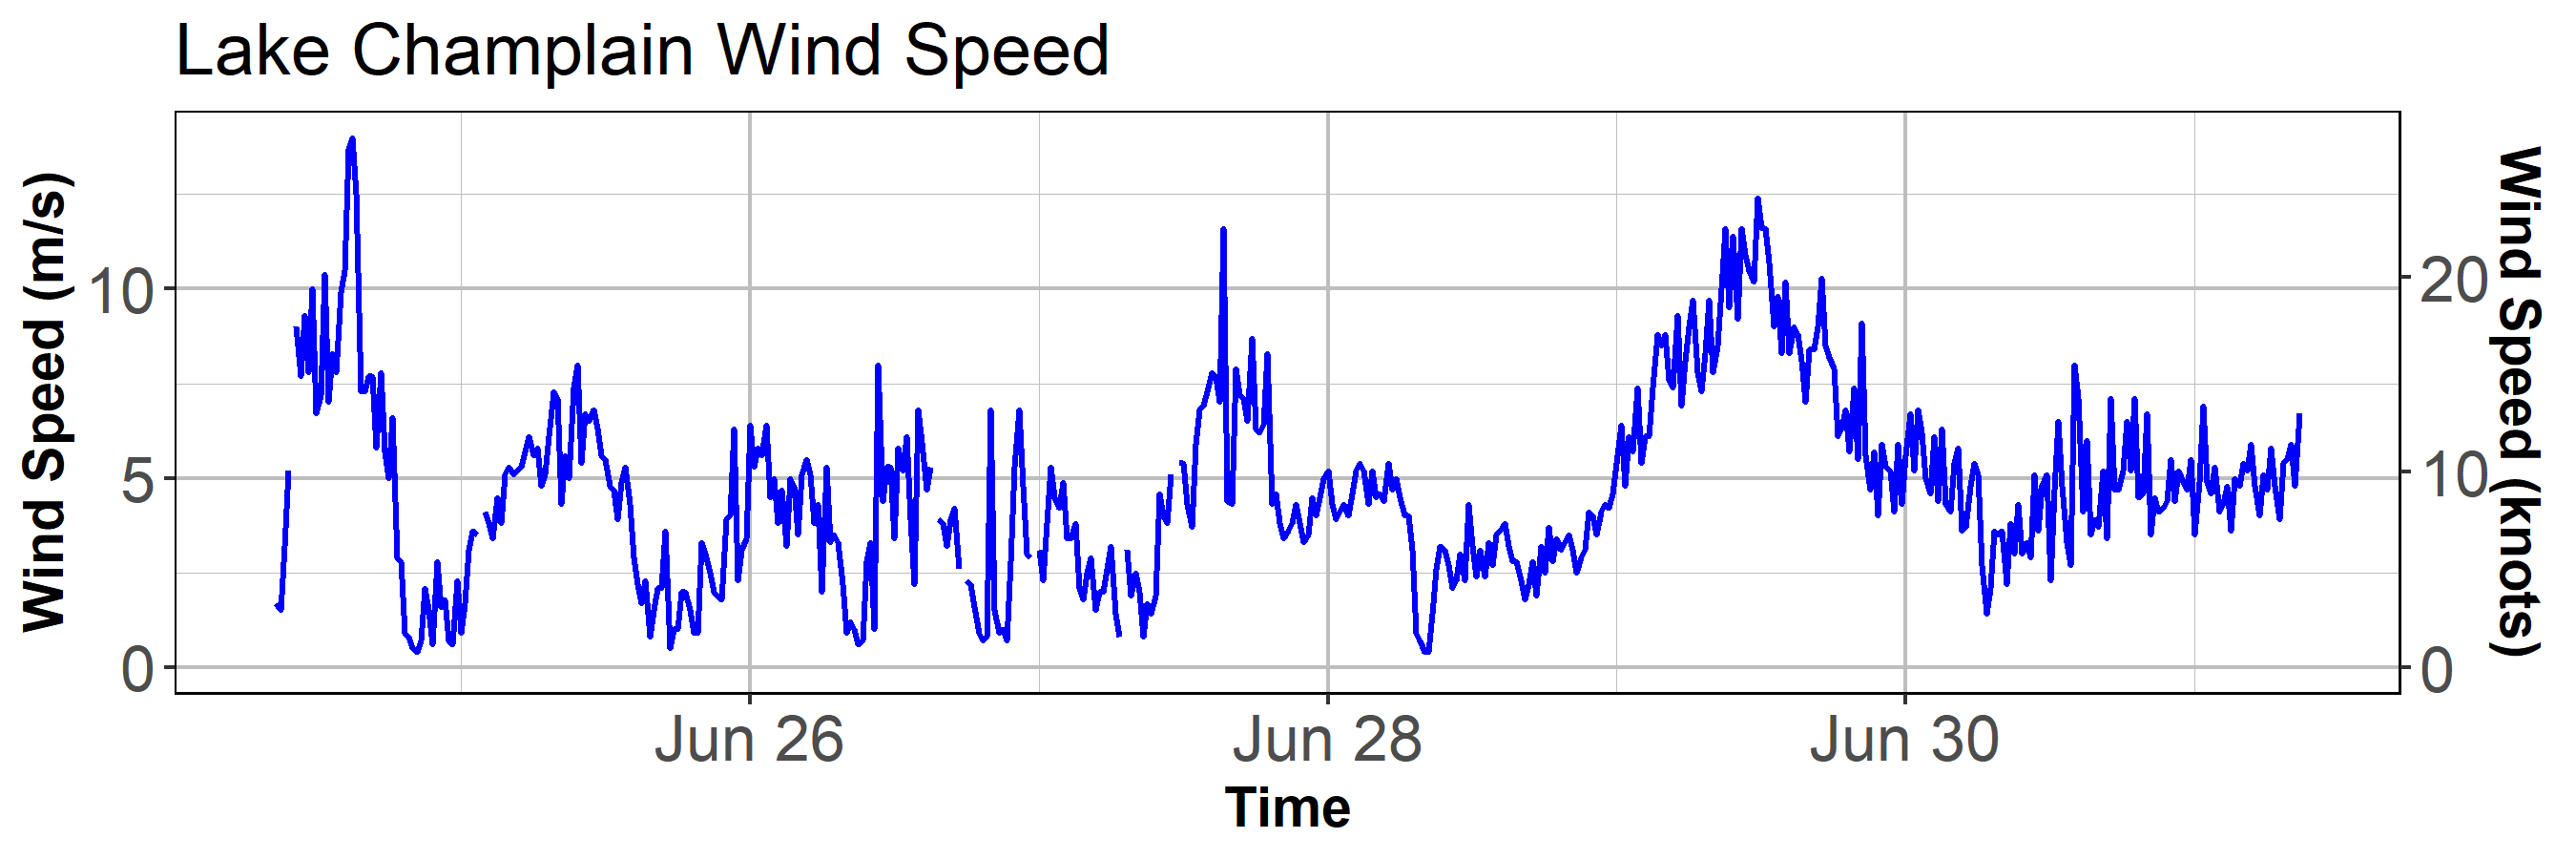 Lake Champlain Wind Speed
Wind Speed (m/s)
10
5
0
20
10
0
Wind Speed (knots)
Jun 26
Jun 28
Jun 30
Time